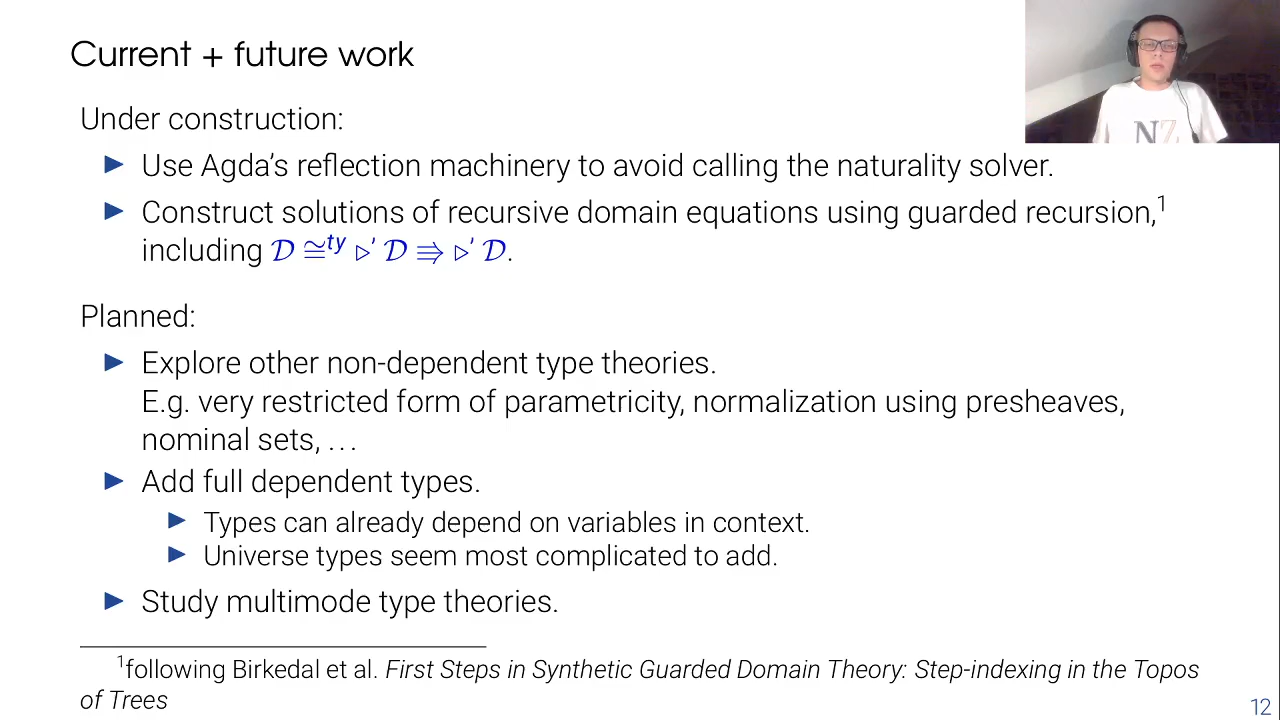 Current + future work
NZ
Under construction:
▶ Use Agda’s reflection machinery to avoid calling the naturality solver.
▶ Construct solutions of recursive domain equations using guarded recursion,¹
including 𝒟 ≅ᵗʸ ▹′ 𝒟 ⇛ ▹′ 𝒟.
Planned:
▶ Explore other non-dependent type theories.
E.g. very restricted form of parametricity, normalization using presheaves,
nominal sets, …
▶ Add full dependent types.
▶ Types can already depend on variables in context.
▶ Universe types seem most complicated to add.
▶ Study multimode type theories.
¹following Birkedal et al. First Steps in Synthetic Guarded Domain Theory: Step-indexing in the Topos
of Trees
12